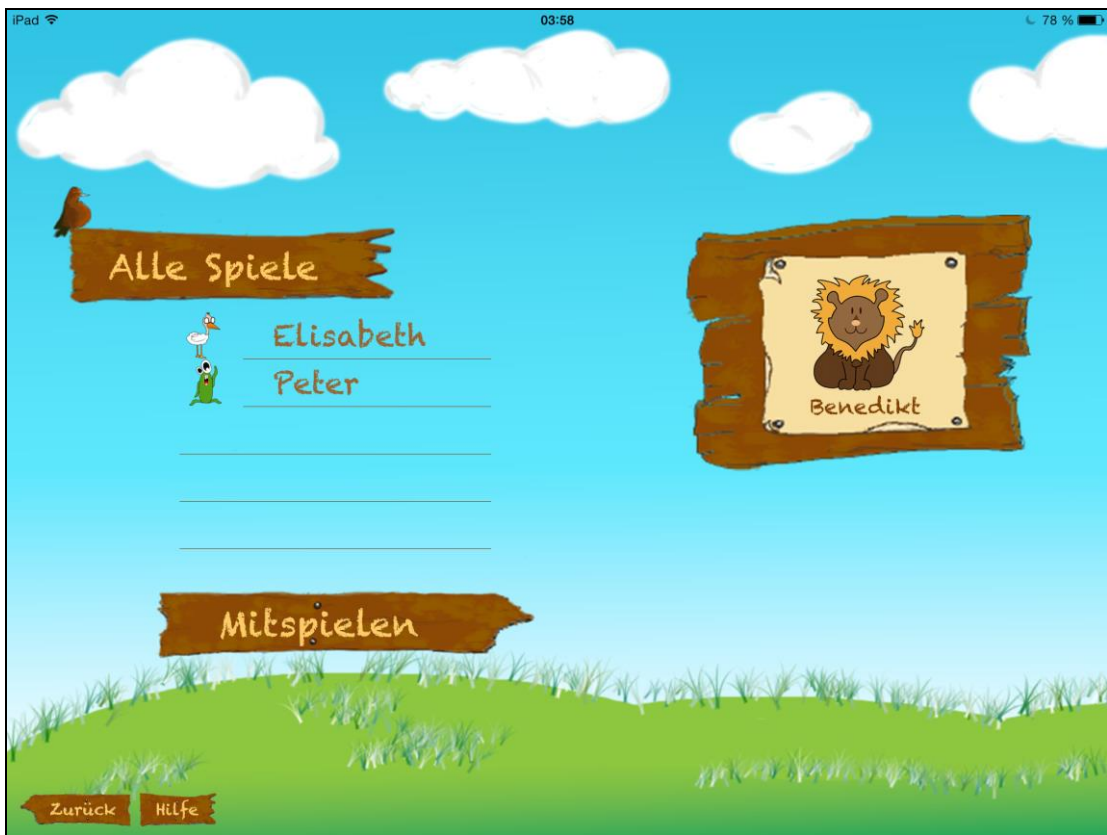 iPad 03:58 78 %
Alle Spiele
Elisabeth
Peter
Benedikt
Mitspielen
Zurück Hilfe